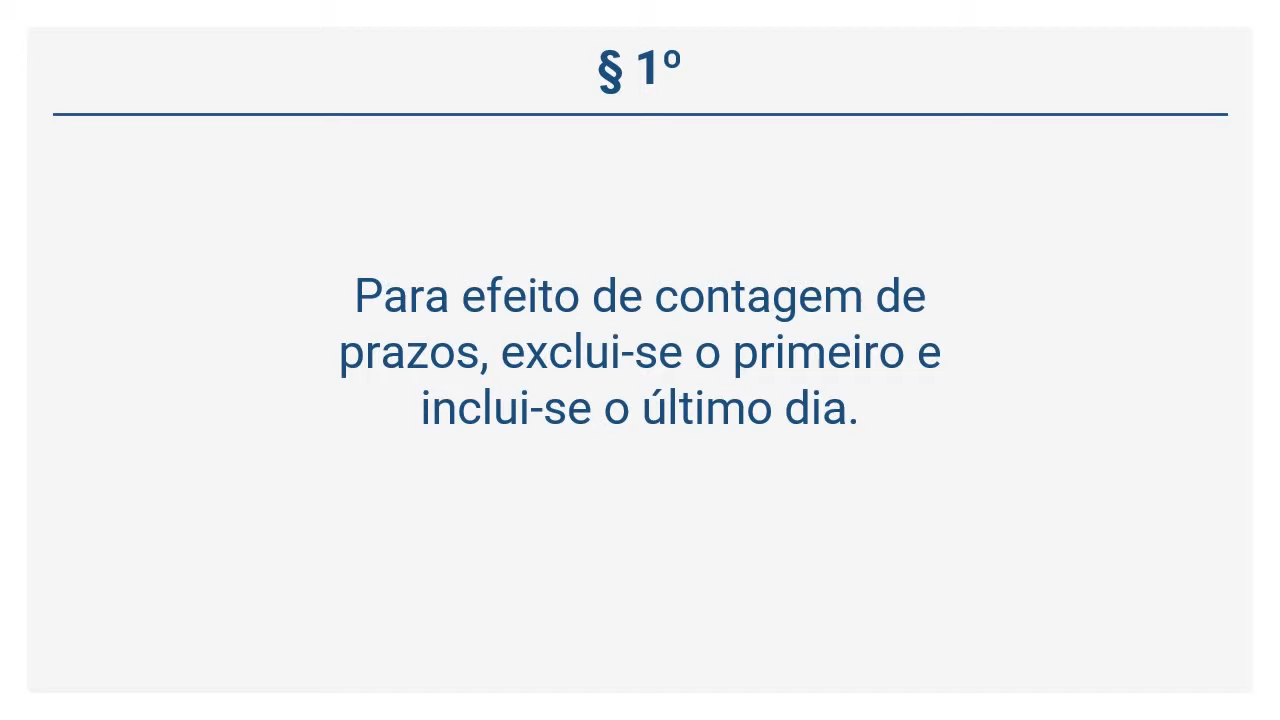 § 1º
Para efeito de contagem de
prazos, exclui-se o primeiro e
inclui-se o último dia.